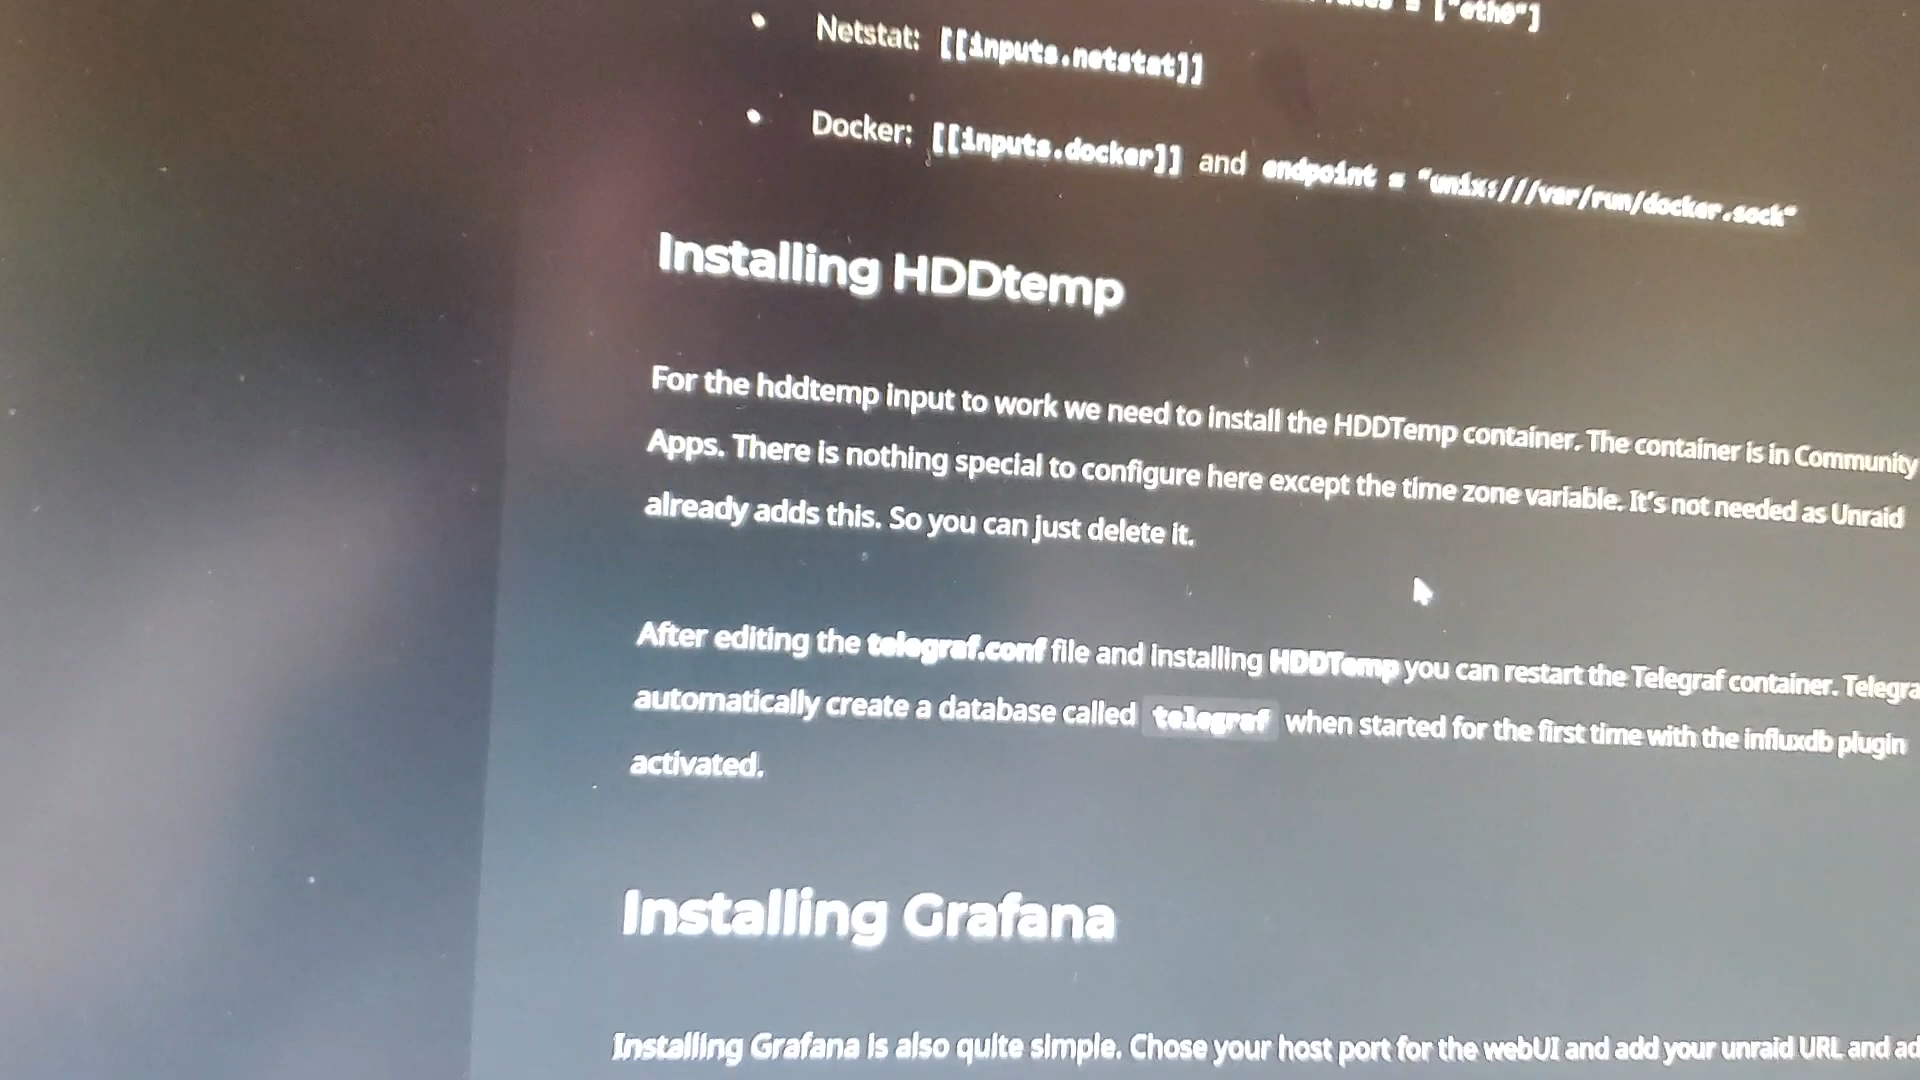 = ["eth0"]
Netstat: [[inputs.netstat]]
Docker: [[inputs.docker]] and endpoint = "unix:///var/run/docker.sock"
Installing HDDtemp
For the hddtemp input to work we need to install the HDDTemp container. The container is in Community
Apps. There is nothing special to configure here except the time zone variable. It's not needed as Unraid
already adds this. So you can just delete it.
After editing the telegraf.conf file and installing HDDTemp you can restart the Telegraf container. Telegra
automatically create a database called telegraf when started for the first time with the influxdb plugin
activated.
Installing Grafana
Installing Grafana is also quite simple. Chose your host port for the webUI and add your unraid URL and ad